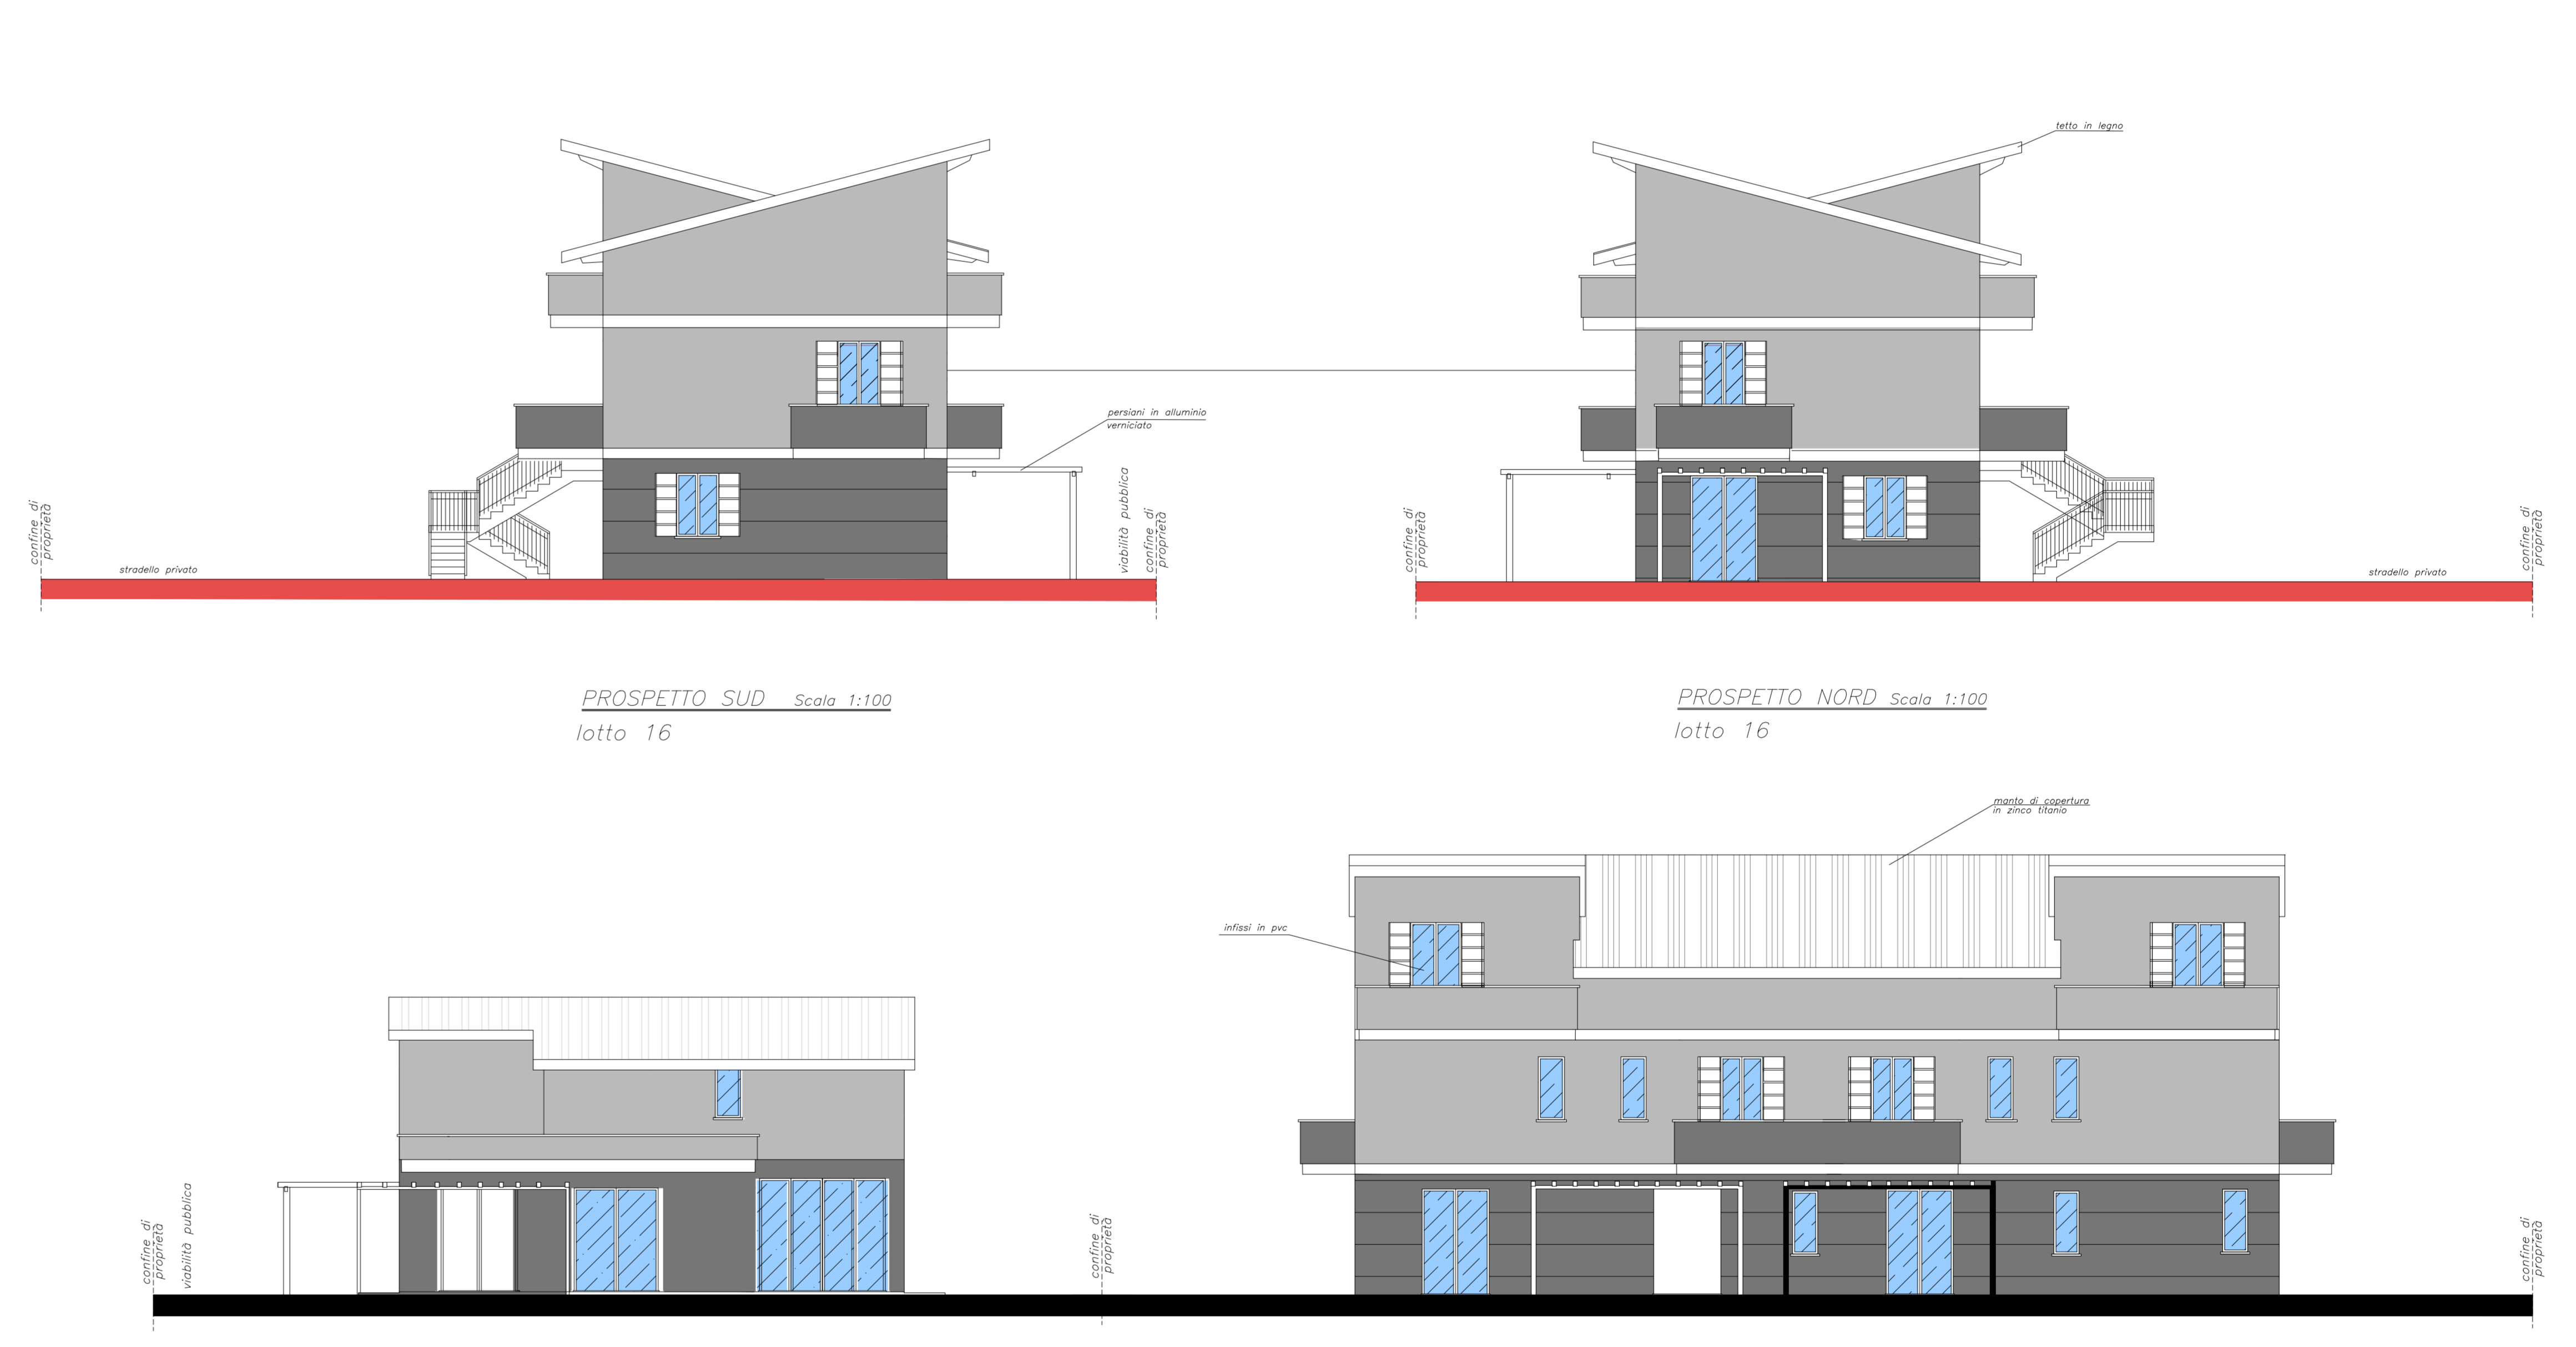 tetto in legno
persiani in alluminio
verniciato
confine di
proprietà
stradello privato
viabilità pubblica
confine di
proprietà
confine di
proprietà
stradello privato
confine di
proprietà
PROSPETTO SUD Scala 1:100
lotto 16
PROSPETTO NORD Scala 1:100
lotto 16
manto di copertura
in zinco titanio
infissi in pvc
confine di
proprietà
viabilità pubblica
confine di
proprietà
confine di
proprietà